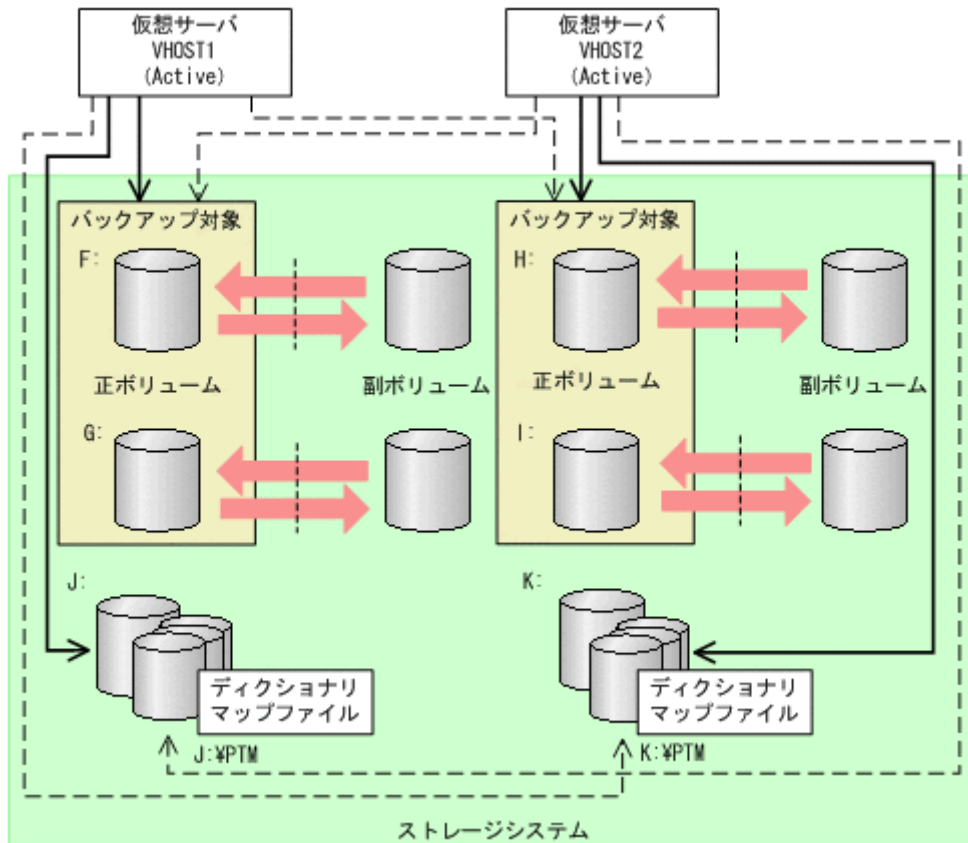 仮想サーバ
VHOST1
(Active)
仮想サーバ
VHOST2
(Active)
バックアップ対象
F:
正ボリューム
副ボリューム
G:
バックアップ対象
H:
正ボリューム
副ボリューム
I:
J:
ディクショナリ
マップファイル
J:¥PTM
K:
ディクショナリ
マップファイル
K:¥PTM
ストレージシステム